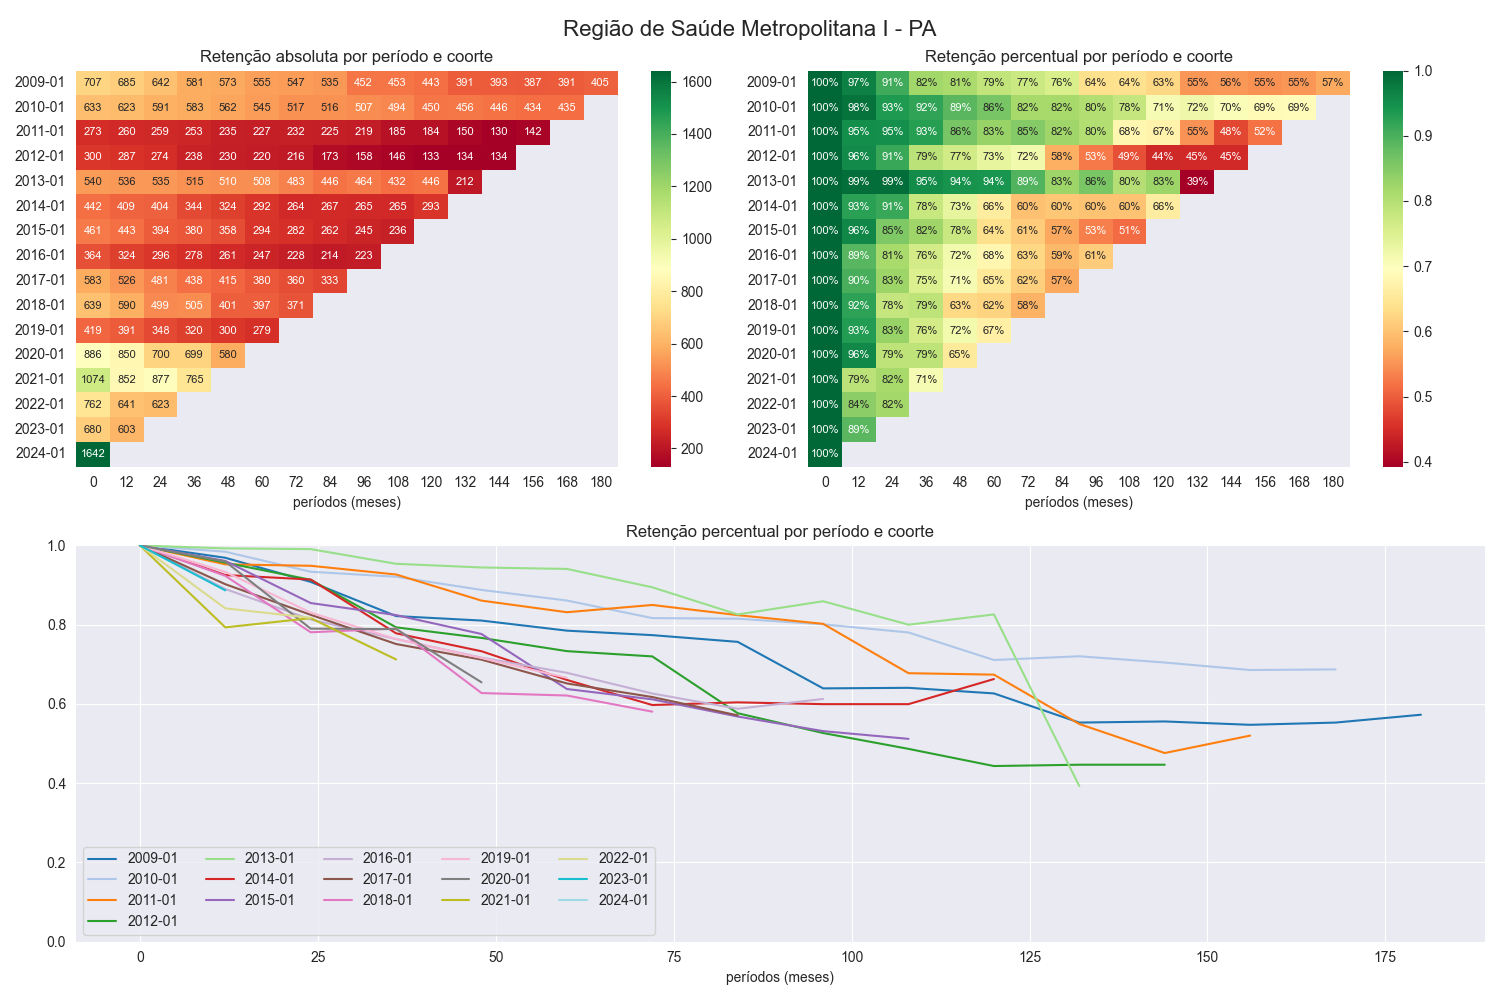 Região de Saúde Metropolitana I - PA
Retenção absoluta por período e coorte
2009-01 707 685 642 581 573 555 547 535 452 453 443 391 393 387 391 405
2010-01 633 623 591 583 562 545 517 516 507 494 450 456 446 434 435
2011-01 273 260 259 253 235 227 232 225 219 185 184 150 130 142
2012-01 300 287 274 238 230 220 216 173 158 146 133 134 134
2013-01 540 536 535 515 510 508 483 446 464 432 446 212
2014-01 442 409 404 344 324 292 264 267 265 265 293
2015-01 461 443 394 380 358 294 282 262 245 236
2016-01 364 324 296 278 261 247 228 214 223
2017-01 583 526 481 438 415 380 360 333
2018-01 639 590 499 505 401 397 371
2019-01 419 391 348 320 300 279
2020-01 886 850 700 699 580
2021-01 1074 852 877 765
2022-01 762 641 623
2023-01 680 603
2024-01 1642
0 12 24 36 48 60 72 84 96 108 120 132 144 156 168 180
períodos (meses)
1600
1400
1200
1000
800
600
400
200
Retenção percentual por período e coorte
2009-01 100% 97% 91% 82% 81% 79% 77% 76% 64% 64% 63% 55% 56% 55% 55% 57%
2010-01 100% 98% 93% 92% 89% 86% 82% 82% 80% 78% 71% 72% 70% 69% 69%
2011-01 100% 95% 95% 93% 86% 83% 85% 82% 80% 68% 67% 55% 48% 52%
2012-01 100% 96% 91% 79% 77% 73% 72% 58% 53% 49% 44% 45% 45%
2013-01 100% 99% 99% 95% 94% 94% 89% 83% 86% 80% 83% 39%
2014-01 100% 93% 91% 78% 73% 66% 60% 60% 60% 60% 66%
2015-01 100% 96% 85% 82% 78% 64% 61% 57% 53% 51%
2016-01 100% 89% 81% 76% 72% 68% 63% 59% 61%
2017-01 100% 90% 83% 75% 71% 65% 62% 57%
2018-01 100% 92% 78% 79% 63% 62% 58%
2019-01 100% 93% 83% 76% 72% 67%
2020-01 100% 96% 79% 79% 65%
2021-01 100% 79% 82% 71%
2022-01 100% 84% 82%
2023-01 100% 89%
2024-01 100%
0 12 24 36 48 60 72 84 96 108 120 132 144 156 168 180
períodos (meses)
1.0
0.9
0.8
0.7
0.6
0.5
0.4
Retenção percentual por período e coorte
1.0
0.8
0.6
0.4
0.2
0.0
2009-01 2013-01 2016-01 2019-01 2022-01
2010-01 2014-01 2017-01 2020-01 2023-01
2011-01 2015-01 2018-01 2021-01 2024-01
2012-01
0 25 50 75 100 125 150 175
períodos (meses)